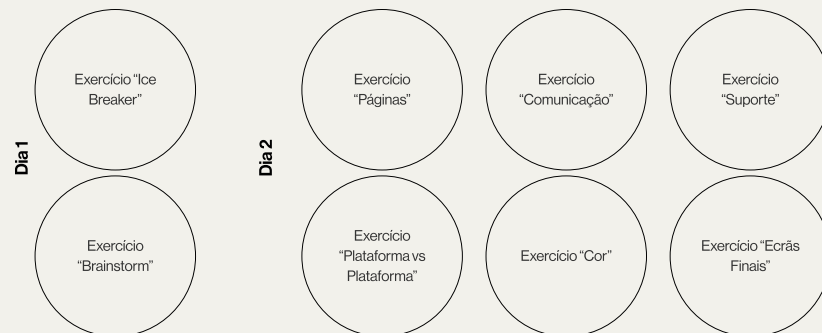 Dia 1
Exercício “Ice
Breaker”
Exercício
“Brainstorm”
Dia 2
Exercício
“Páginas”
Exercício
“Comunicação”
Exercício
“Suporte”
Exercício
“Plataforma vs
Plataforma”
Exercício “Cor”
Exercício “Ecrãs
Finais”